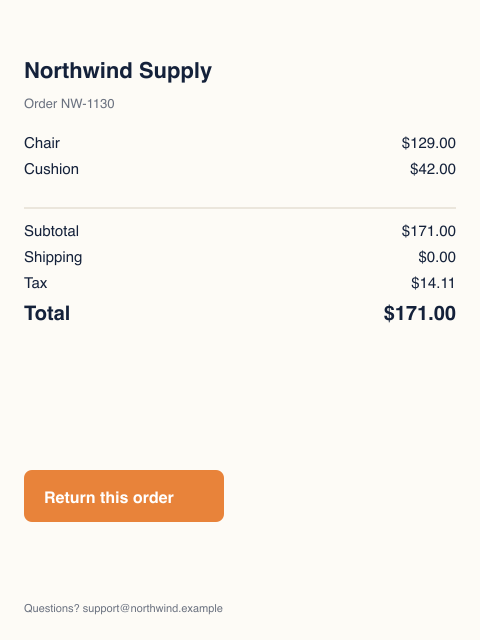 Northwind Supply
Order NW-1130
Chair $129.00
Cushion $42.00
Subtotal $171.00
Shipping $0.00
Tax $14.11
Total $171.00
Return this order
Questions? support@northwind.example